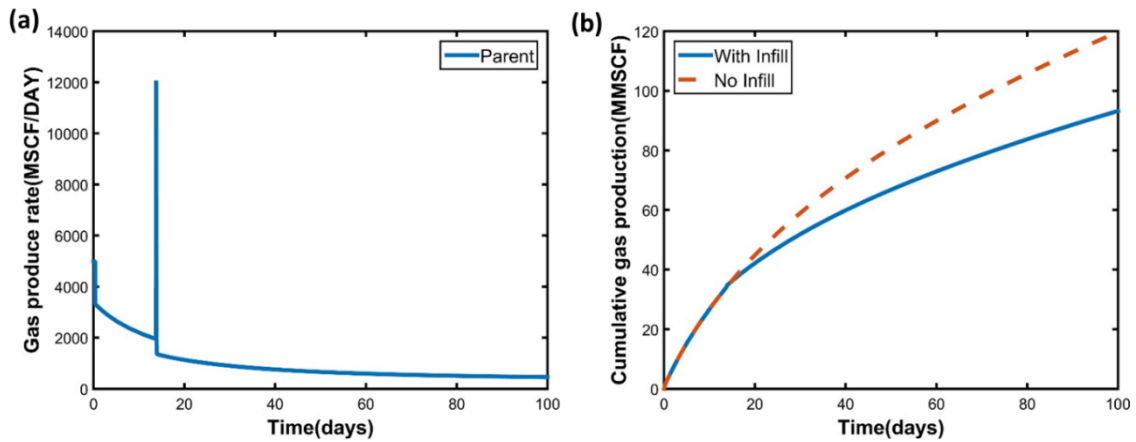 (a)
Gas produce rate(MSCF/DAY)
14000
12000
10000
8000
6000
4000
2000
0
Parent
0 20 40 60 80 100
Time(days)
(b)
Cumulative gas production(MMSCF)
120
100
80
60
40
20
0
With Infill
No Infill
0 20 40 60 80 100
Time(days)